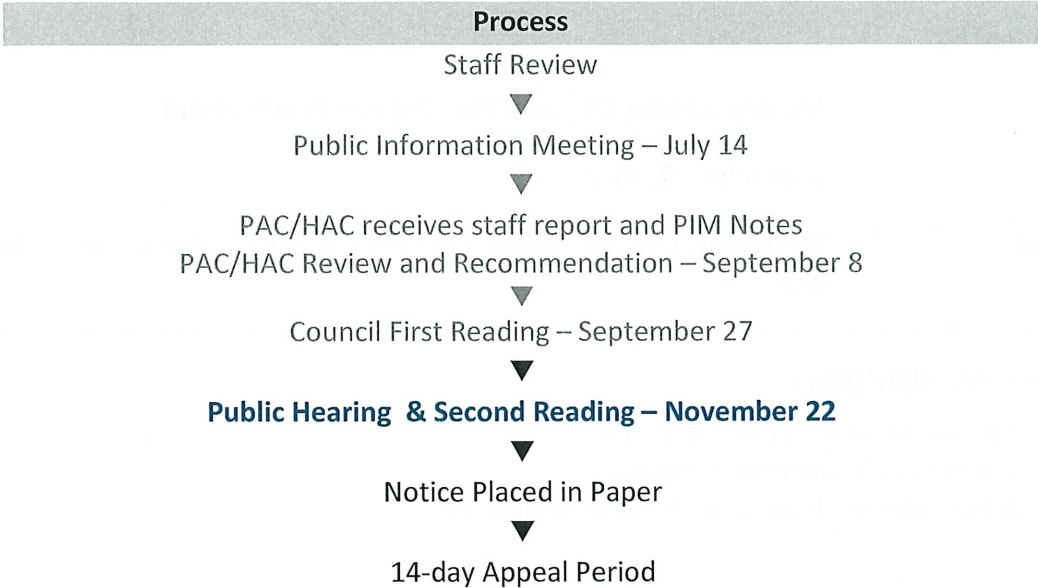 Process
Staff Review
Public Information Meeting – July 14
PAC/HAC receives staff report and PIM Notes
PAC/HAC Review and Recommendation – September 8
Council First Reading – September 27
Public Hearing & Second Reading – November 22
Notice Placed in Paper
14-day Appeal Period